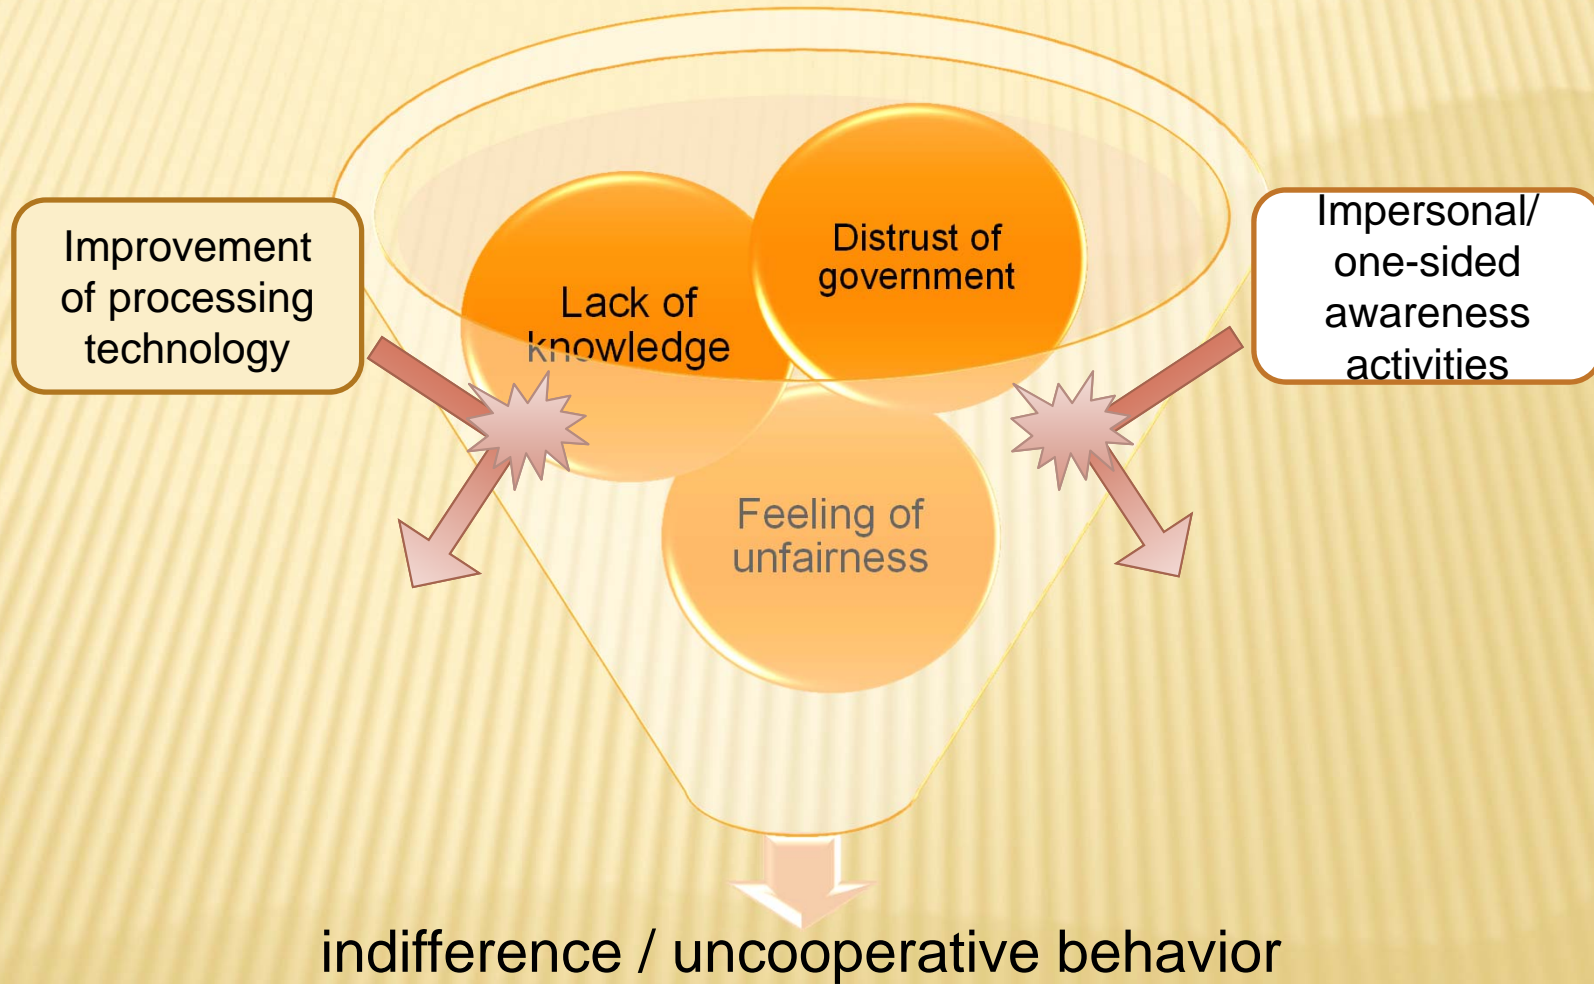 Improvement
of processing
technology
Lack of
knowledge
Distrust of
government
Feeling of
unfairness
Impersonal/
one-sided
awareness
activities
indifference / uncooperative behavior